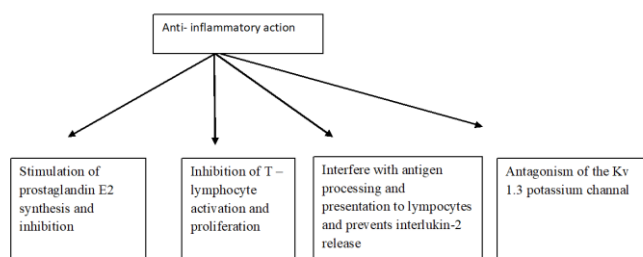 Anti- inflammatory action
Stimulation of
prostaglandin E2
synthesis and
inhibition
Inhibition of T –
lymphocyte
activation and
proliferation
Interfere with antigen
processing and
presentation to lympocytes
and prevents interlukin-2
release
Antagonism of the Kv
1.3 potassium channel